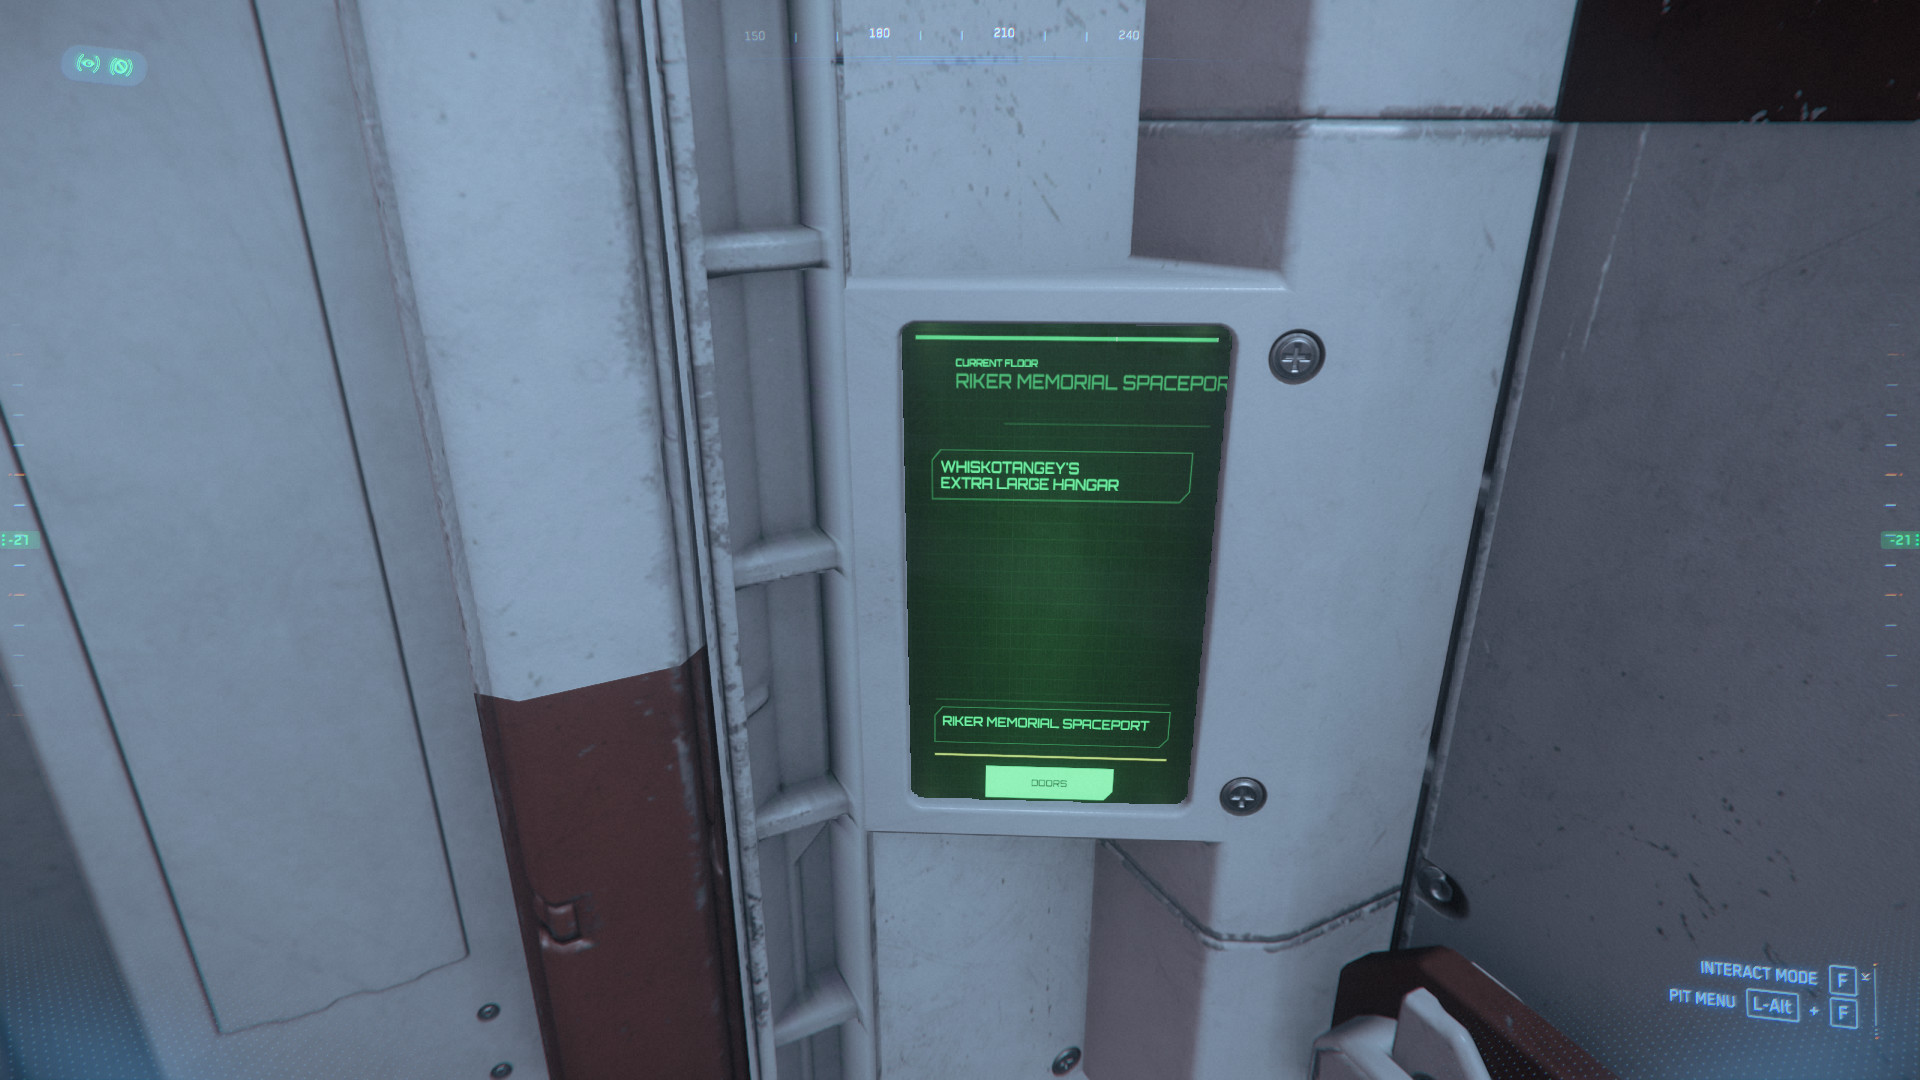 150 180 210 240
CURRENT FLOOR
RIKER MEMORIAL SPACEPOR
WHISKOTANGEY'S
EXTRA LARGE HANGAR
-21
-21
RIKER MEMORIAL SPACEPORT
DOORS
INTERACT MODE F
PIT MENU L-Alt + F